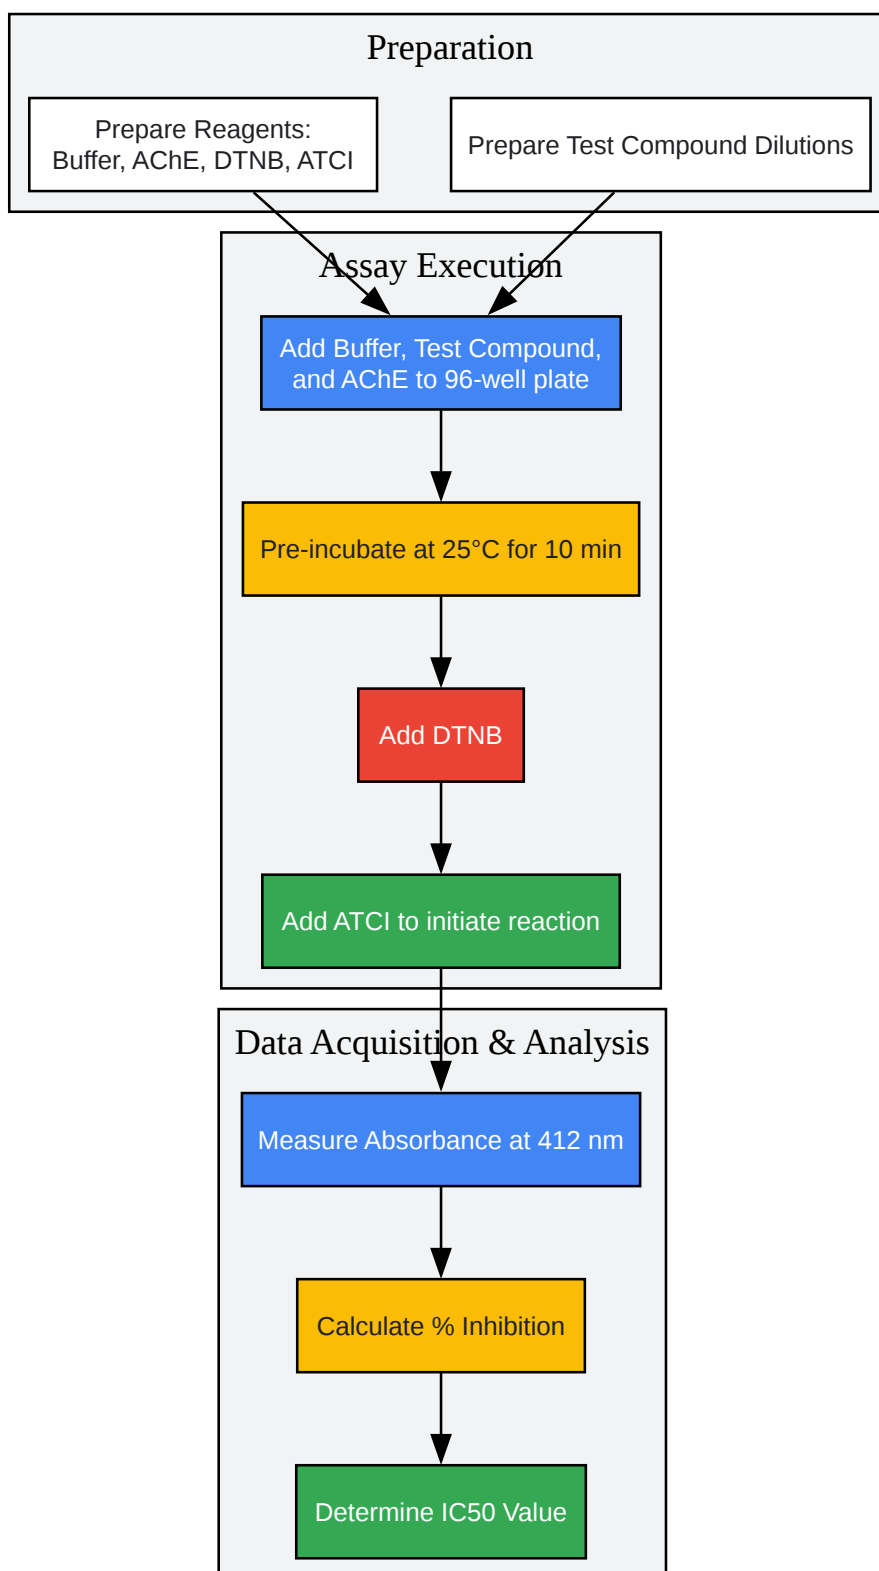 Preparation
Prepare Reagents:
Buffer, AChE, DTNB, ATCI
Prepare Test Compound Dilutions
Assay Execution
Add Buffer, Test Compound,
and AChE to 96-well plate
Pre-incubate at 25°C for 10 min
Add DTNB
Add ATCI to initiate reaction
Data Acquisition & Analysis
Measure Absorbance at 412 nm
Calculate % Inhibition
Determine IC50 Value